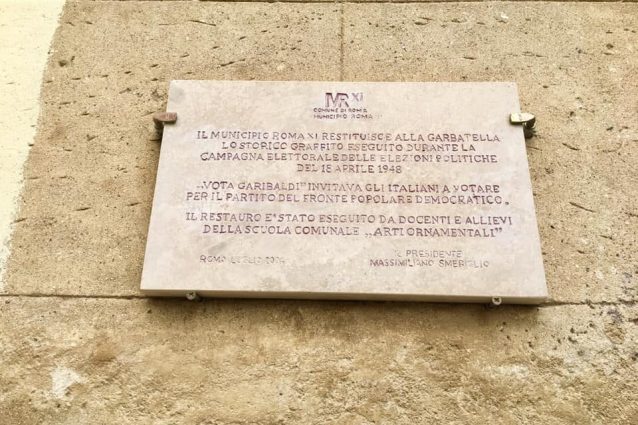 MR XI
COMUNE DI ROMA
MUNICIPIO ROMA
IL MUNICIPIO ROMA XI RESTITUISCE ALLA GARBATELLA
LO STORICO GRAFFITO ESEGUITO DURANTE LA
CAMPAGNA ELETTORALE DELLE ELEZIONI POLITICHE
DEL 18 APRILE 1948
„VOTA GARIBALDI” INVITAVA GLI ITALIANI A VOTARE
PER IL PARTITO DEL FRONTE POPOLARE DEMOCRATICO.
IL RESTAURO E' STATO ESEGUITO DA DOCENTI E ALLIEVI
DELLA SCUOLA COMUNALE „ARTI ORNAMENTALI”
ROMA LUGLIO 2004
IL PRESIDENTE
MASSIMILIANO SMERIGLIO